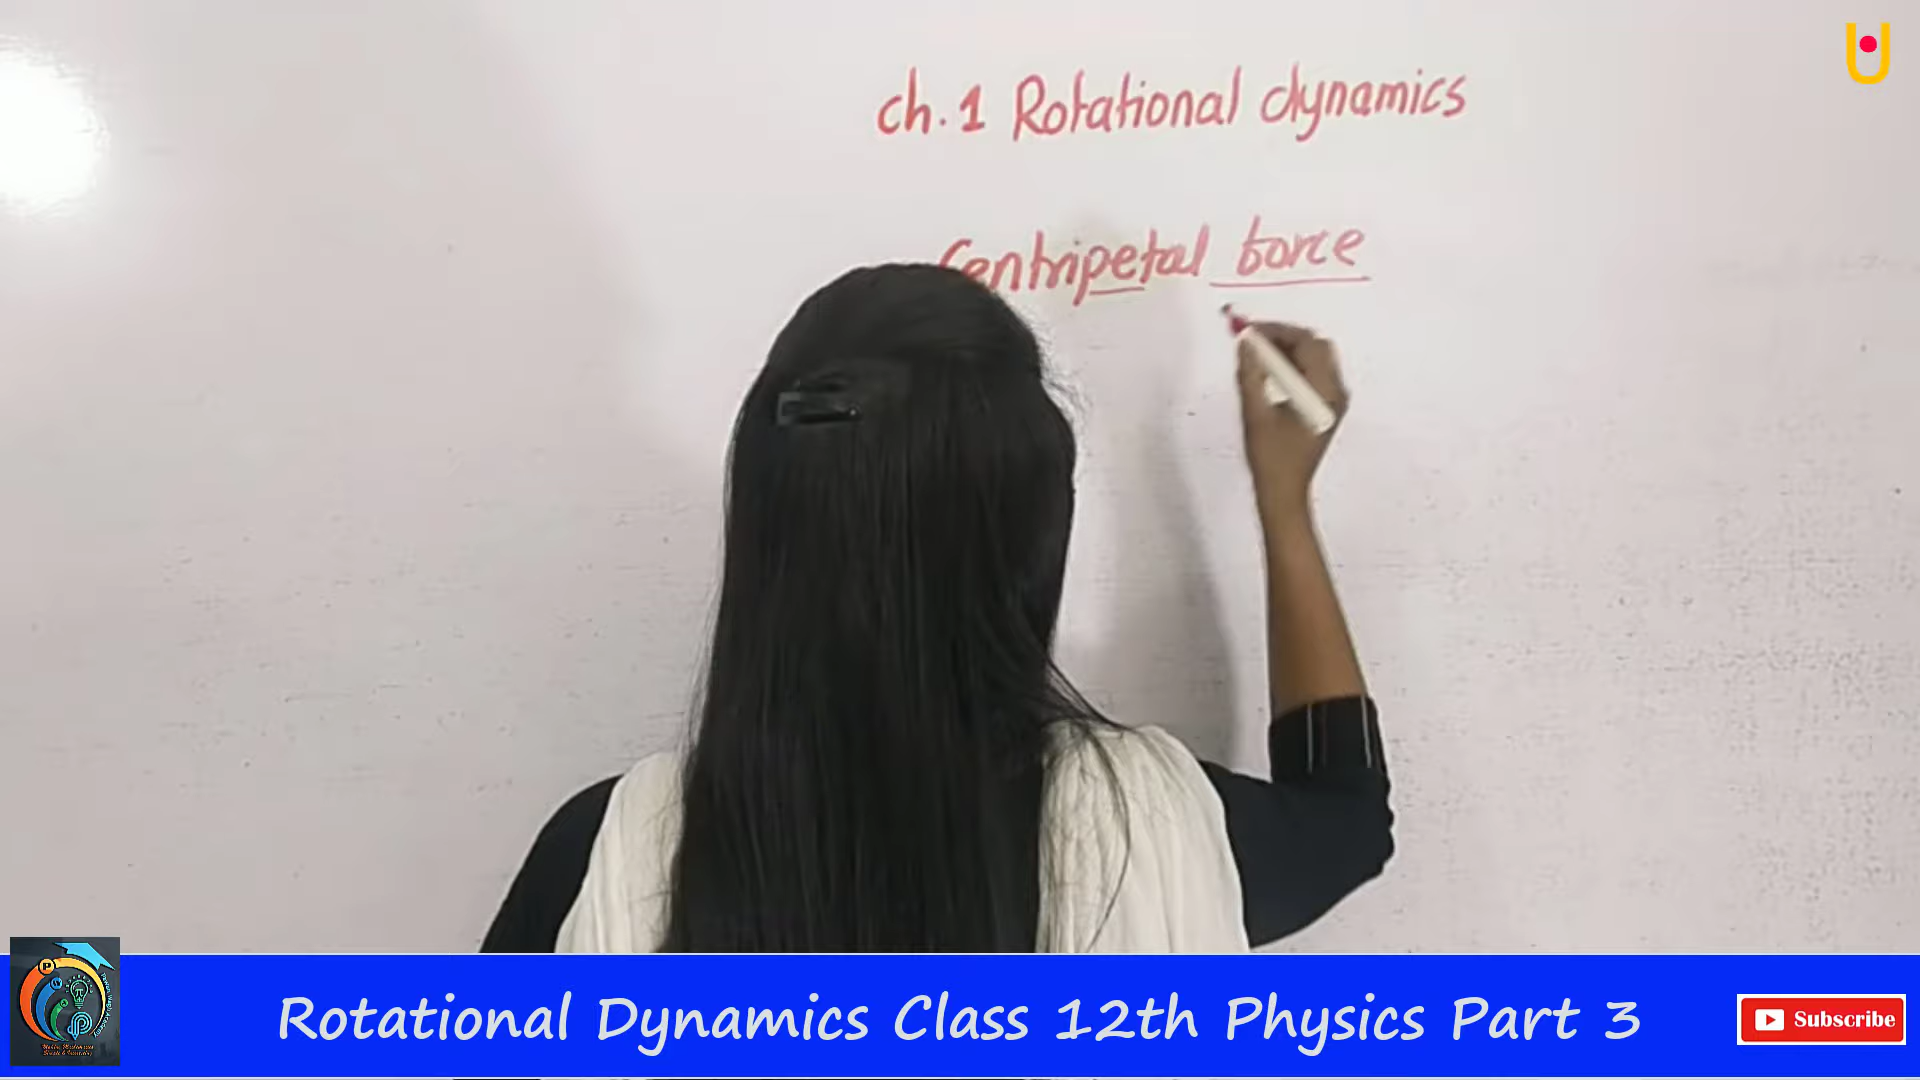 ch.1 Rotational dynamics
Centripetal force
Rotational Dynamics Class 12th Physics Part 3
Subscribe